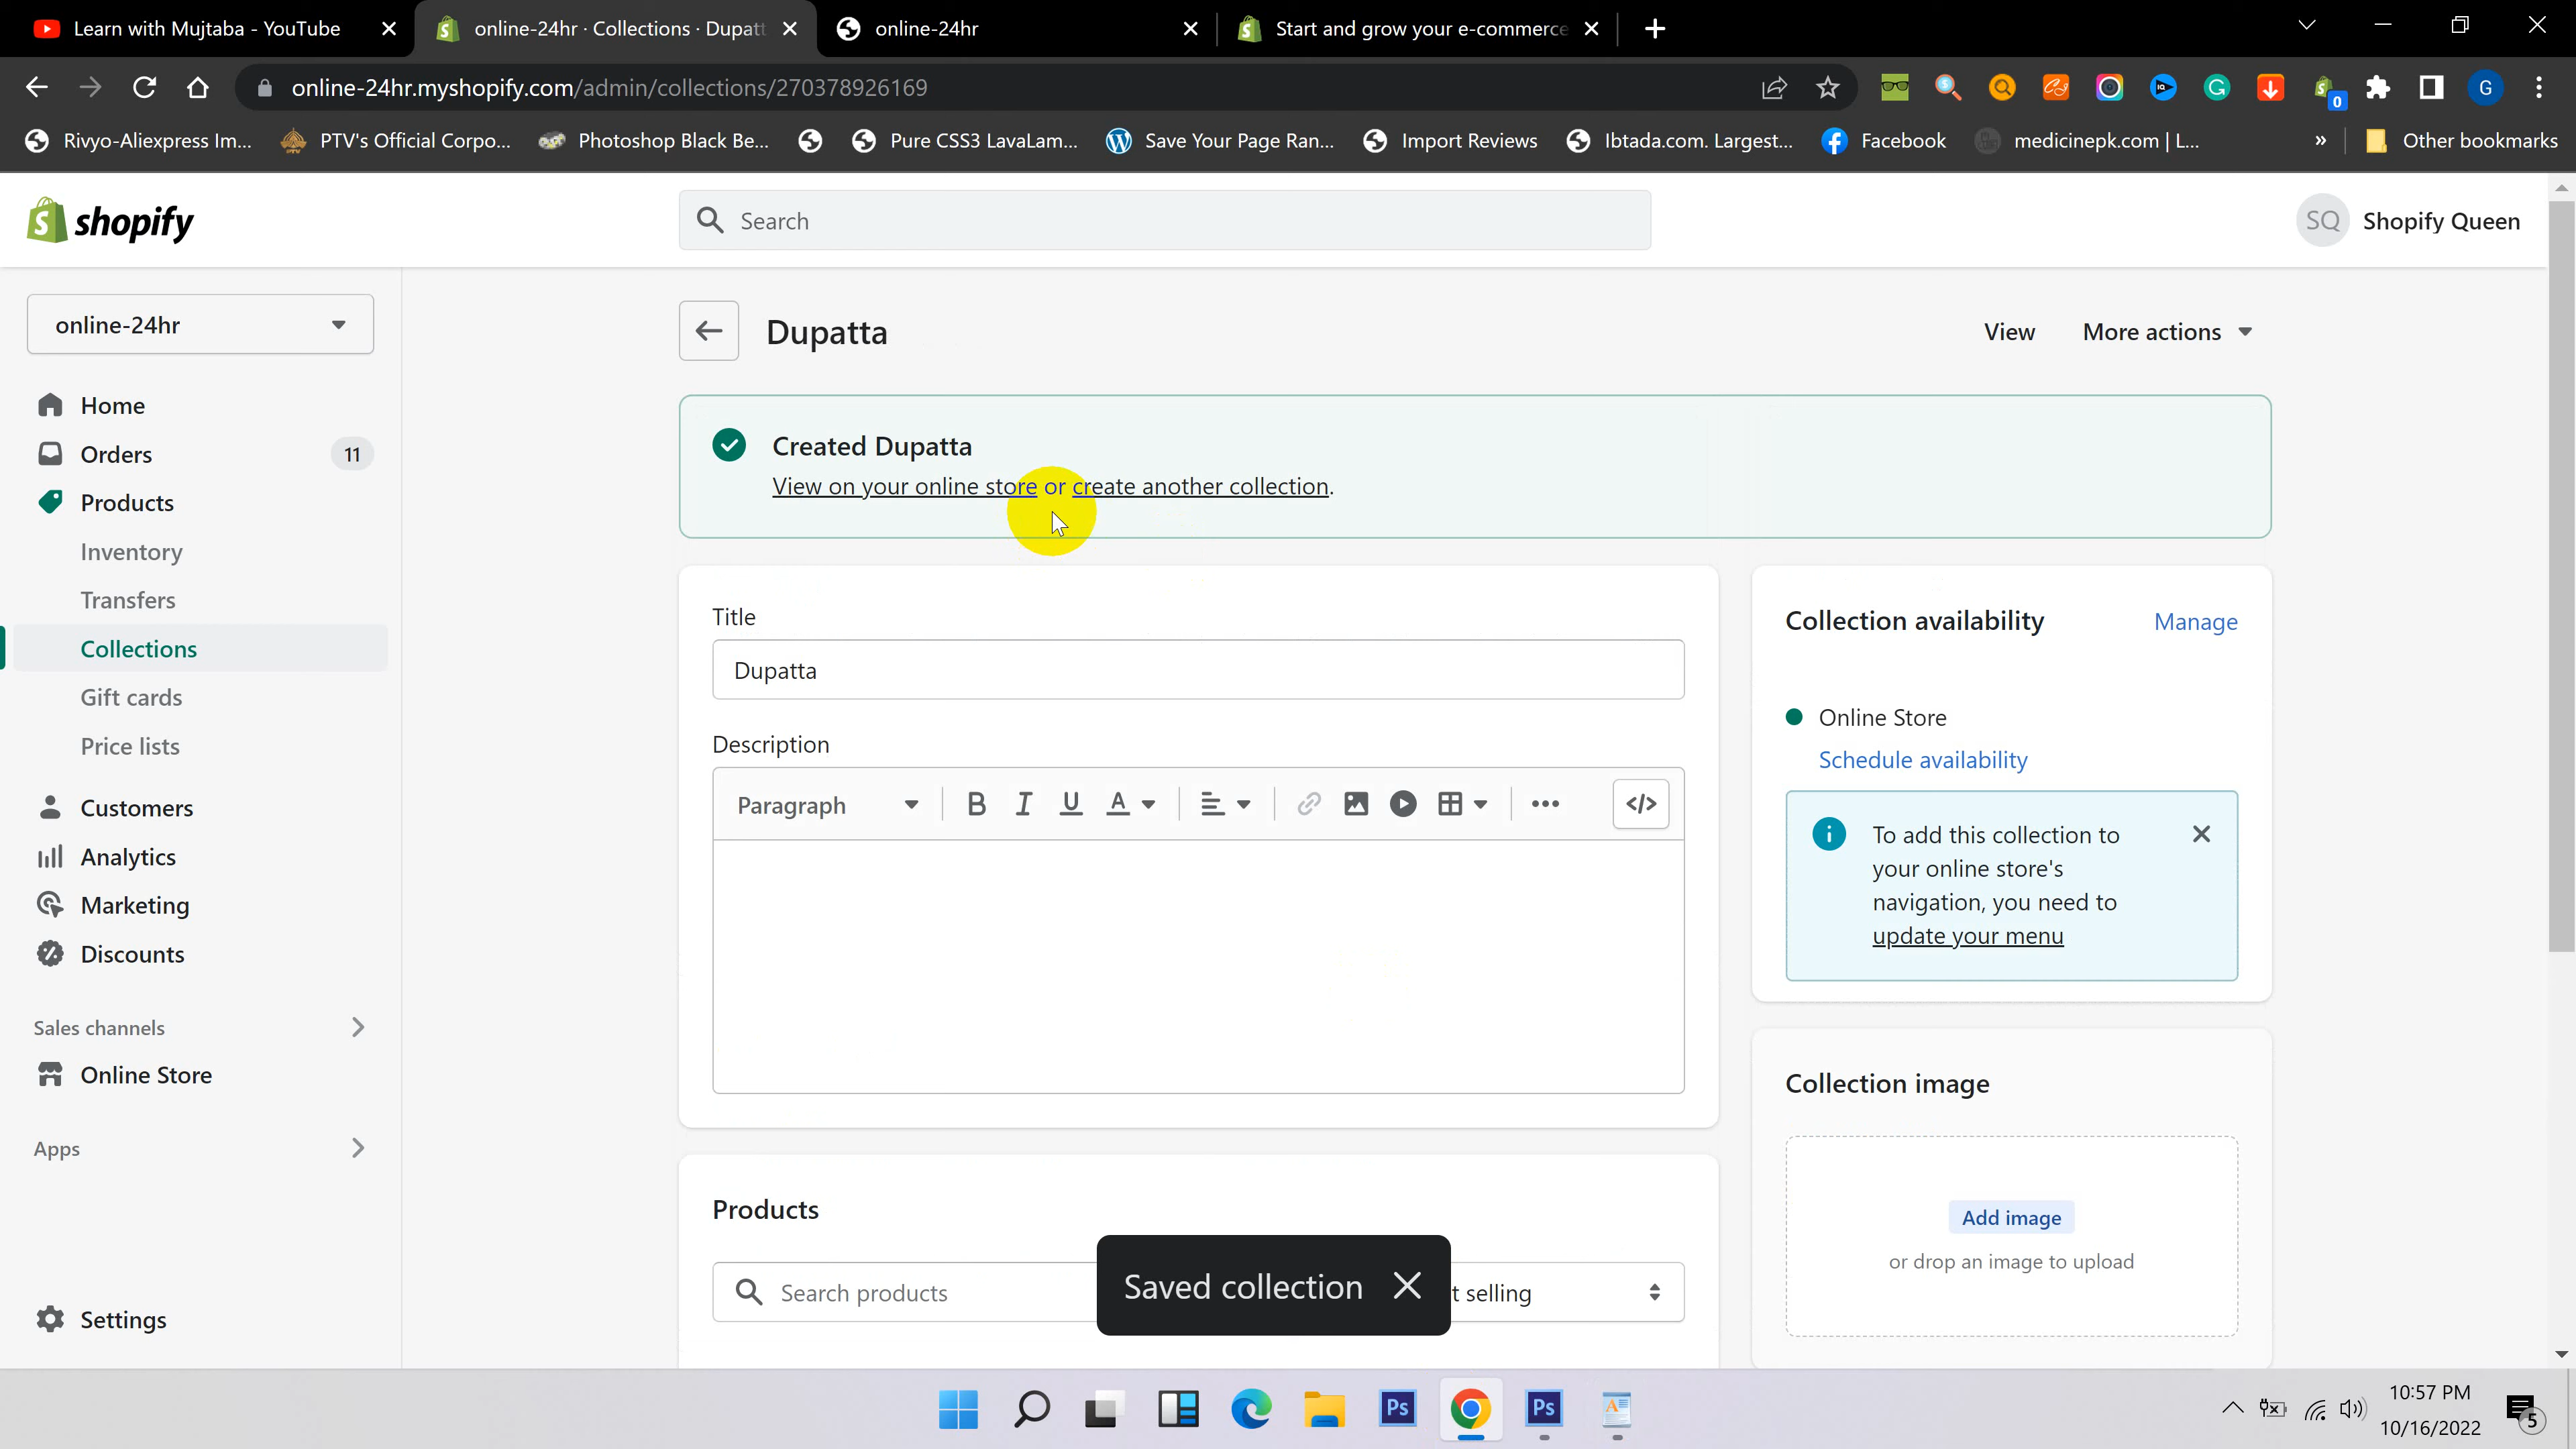 Learn with Mujtaba - YouTube
online-24hr · Collections · Dupatt
online-24hr
Start and grow your e-commerce
online-24hr.myshopify.com/admin/collections/270378926169
G
0
Rivyo-Aliexpress Im...
PTV's Official Corpo...
Photoshop Black Be...
Pure CSS3 LavaLam...
Save Your Page Ran...
Import Reviews
Ibtada.com. Largest...
Facebook
medicinepk.com | L...
»
Other bookmarks
shopify
Search
SQ
Shopify Queen
online-24hr
Home
Orders
11
Products
Inventory
Transfers
Collections
Gift cards
Price lists
Customers
Analytics
Marketing
Discounts
Sales channels
Online Store
Apps
Settings
Dupatta
View
More actions
Created Dupatta
View on your online store or create another collection.
Title
Dupatta
Description
Paragraph
B I U A
</>
Products
Search products
t selling
Saved collection
Collection availability
Manage
Online Store
Schedule availability
To add this collection to
your online store's
navigation, you need to
update your menu
Collection image
Add image
or drop an image to upload
Ps
Ps
10:57 PM
10/16/2022
5